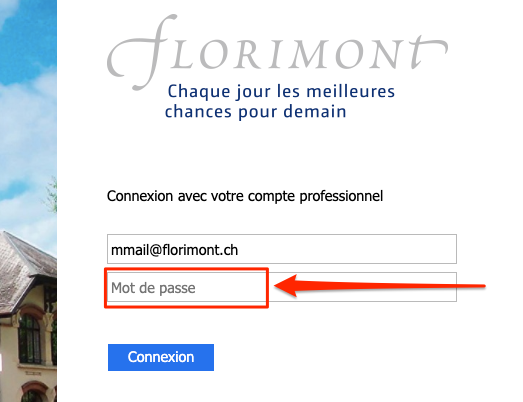 FLORIMONT
Chaque jour les meilleures
chances pour demain
Connexion avec votre compte professionnel
mmail@florimont.ch
Mot de passe
Connexion